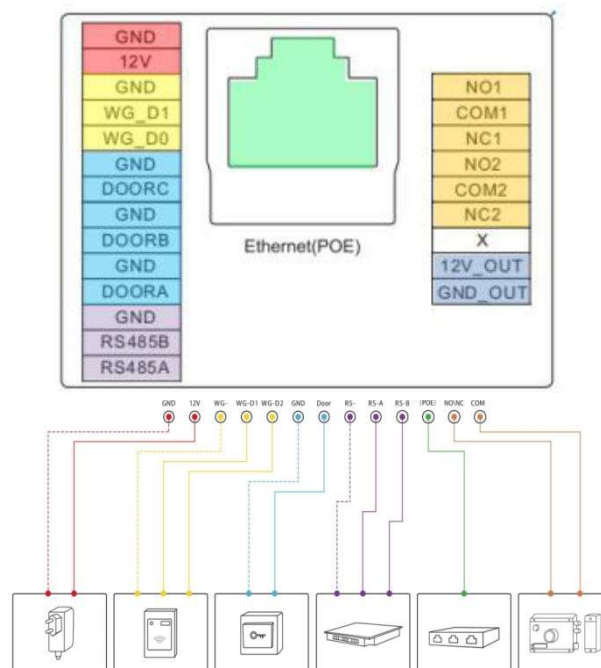 GND
12V
GND
WG_D1
WG_D0
GND
DOORC
GND
DOORB
GND
DOORA
GND
RS485B
RS485A
Ethernet(POE)
NO1
COM1
NC1
NO2
COM2
NC2
X
12V_OUT
GND_OUT
GND 12V WG- WG-D1 WG-D2 GND Door RS- RS-A RS-B (POE) NO\NC COM